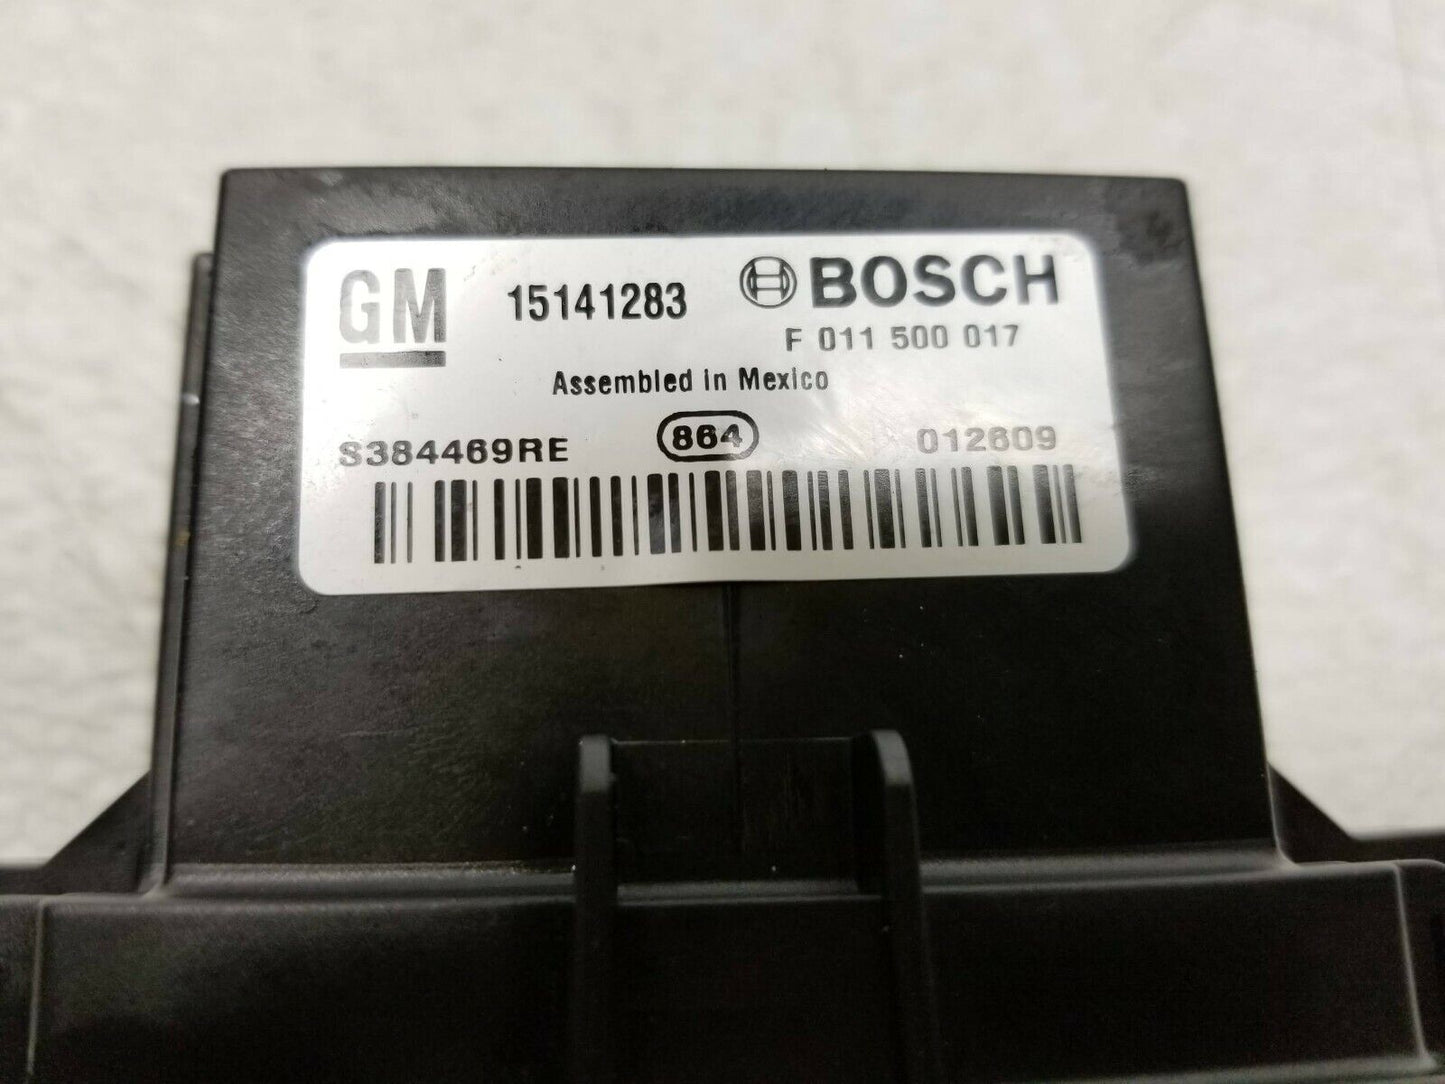 GM 15141283 BOSCH
F 011 500 017
Assembled in Mexico
S384469RE 864 012609